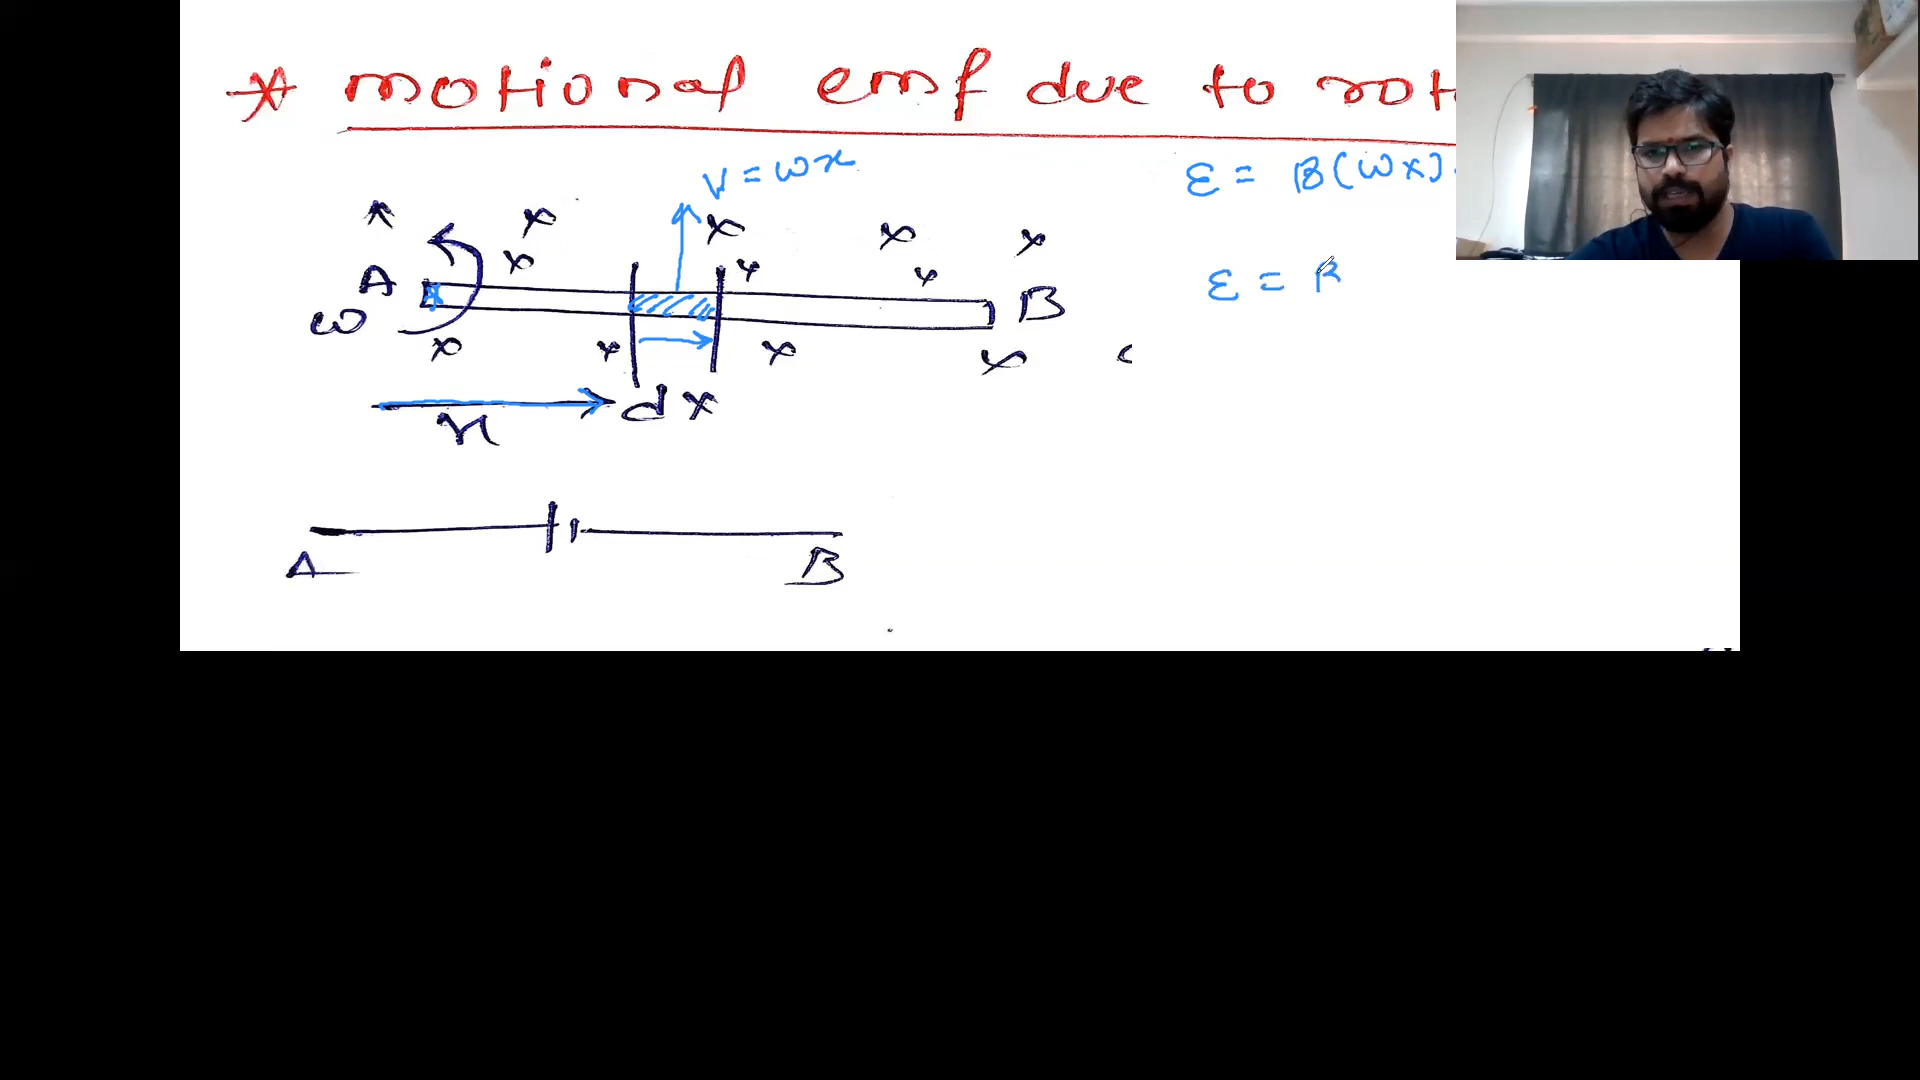 * motional emf due to rot
V = ωx
ε = B(ωx)
x x x x
x x x
A
ω
B
ε = B
x x x x
x
dx
A
B